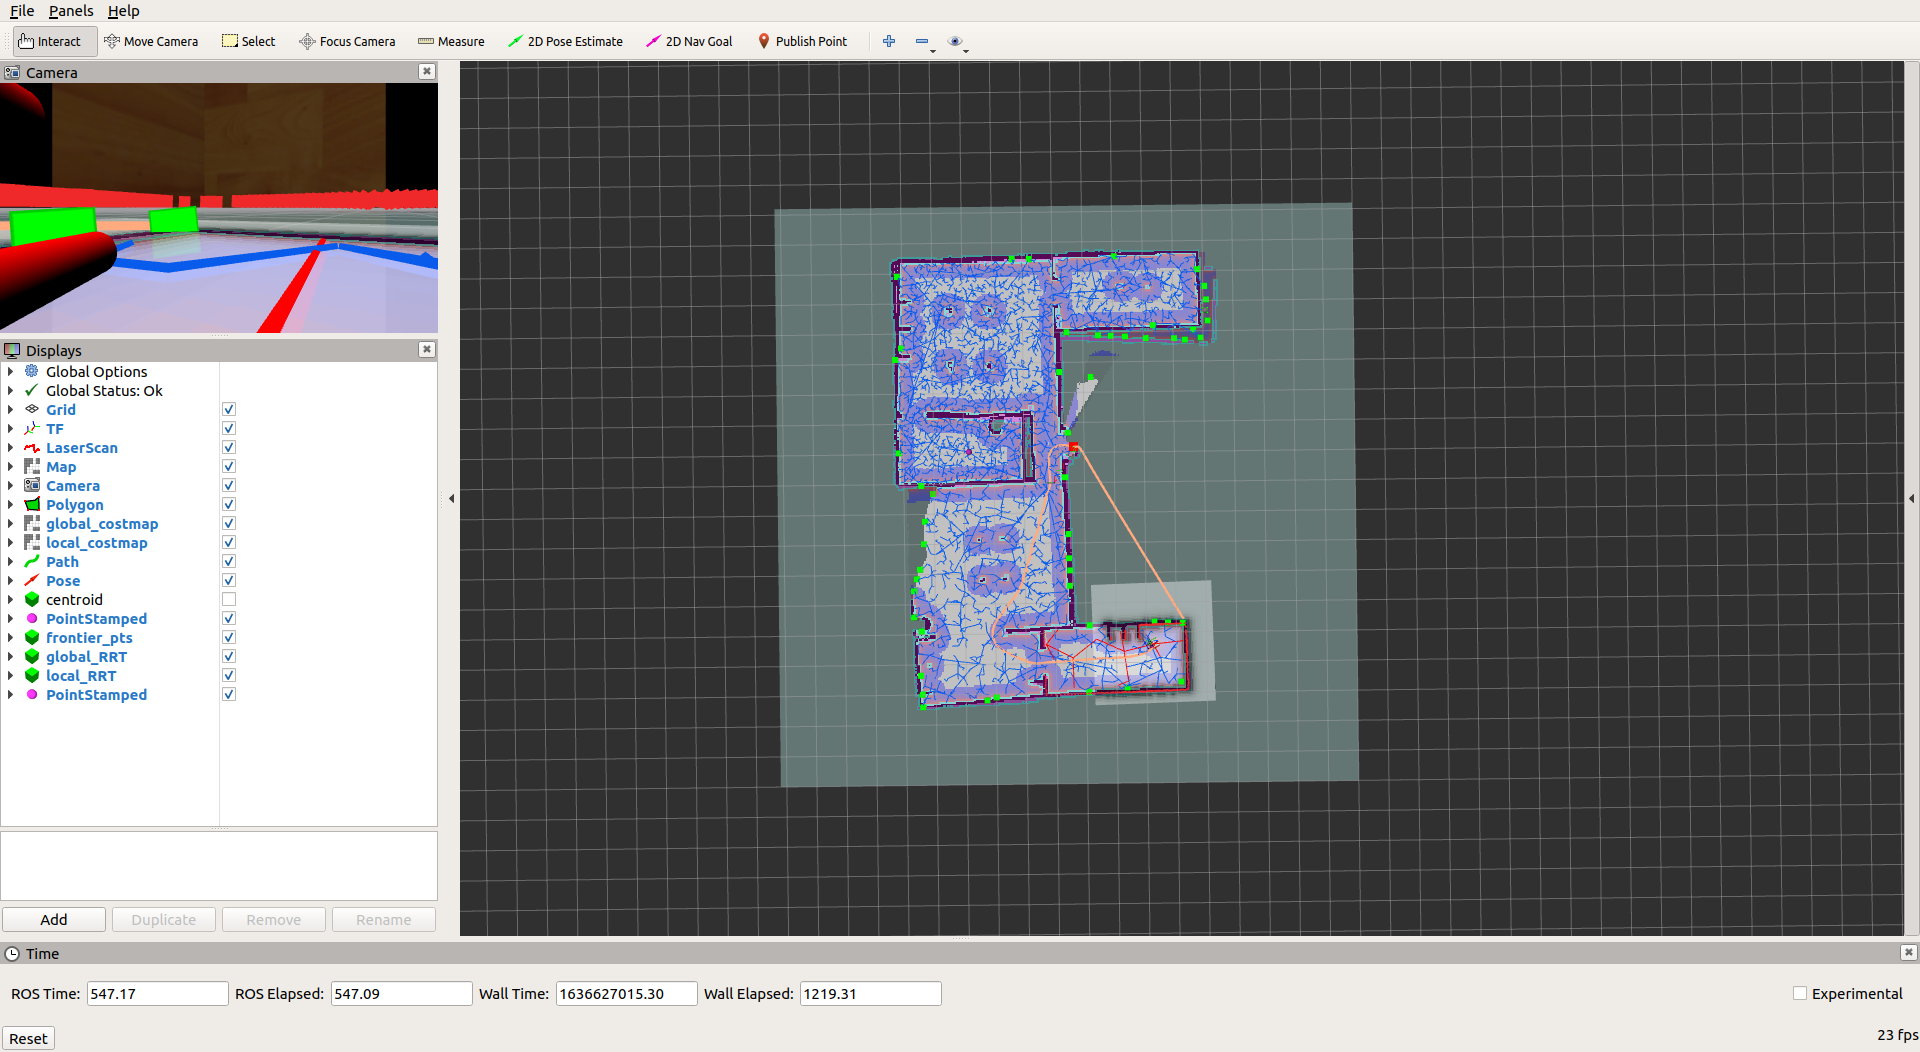 File Panels Help
Interact Move Camera Select Focus Camera Measure 2D Pose Estimate 2D Nav Goal Publish Point
Camera
Displays
Global Options
Global Status: Ok
Grid
TF
LaserScan
Map
Camera
Polygon
global_costmap
local_costmap
Path
Pose
centroid
PointStamped
frontier_pts
global_RRT
local_RRT
PointStamped
Add Duplicate Remove Rename
Time
ROS Time: 547.17 ROS Elapsed: 547.09 Wall Time: 1636627015.30 Wall Elapsed: 1219.31 Experimental
Reset 23 fps